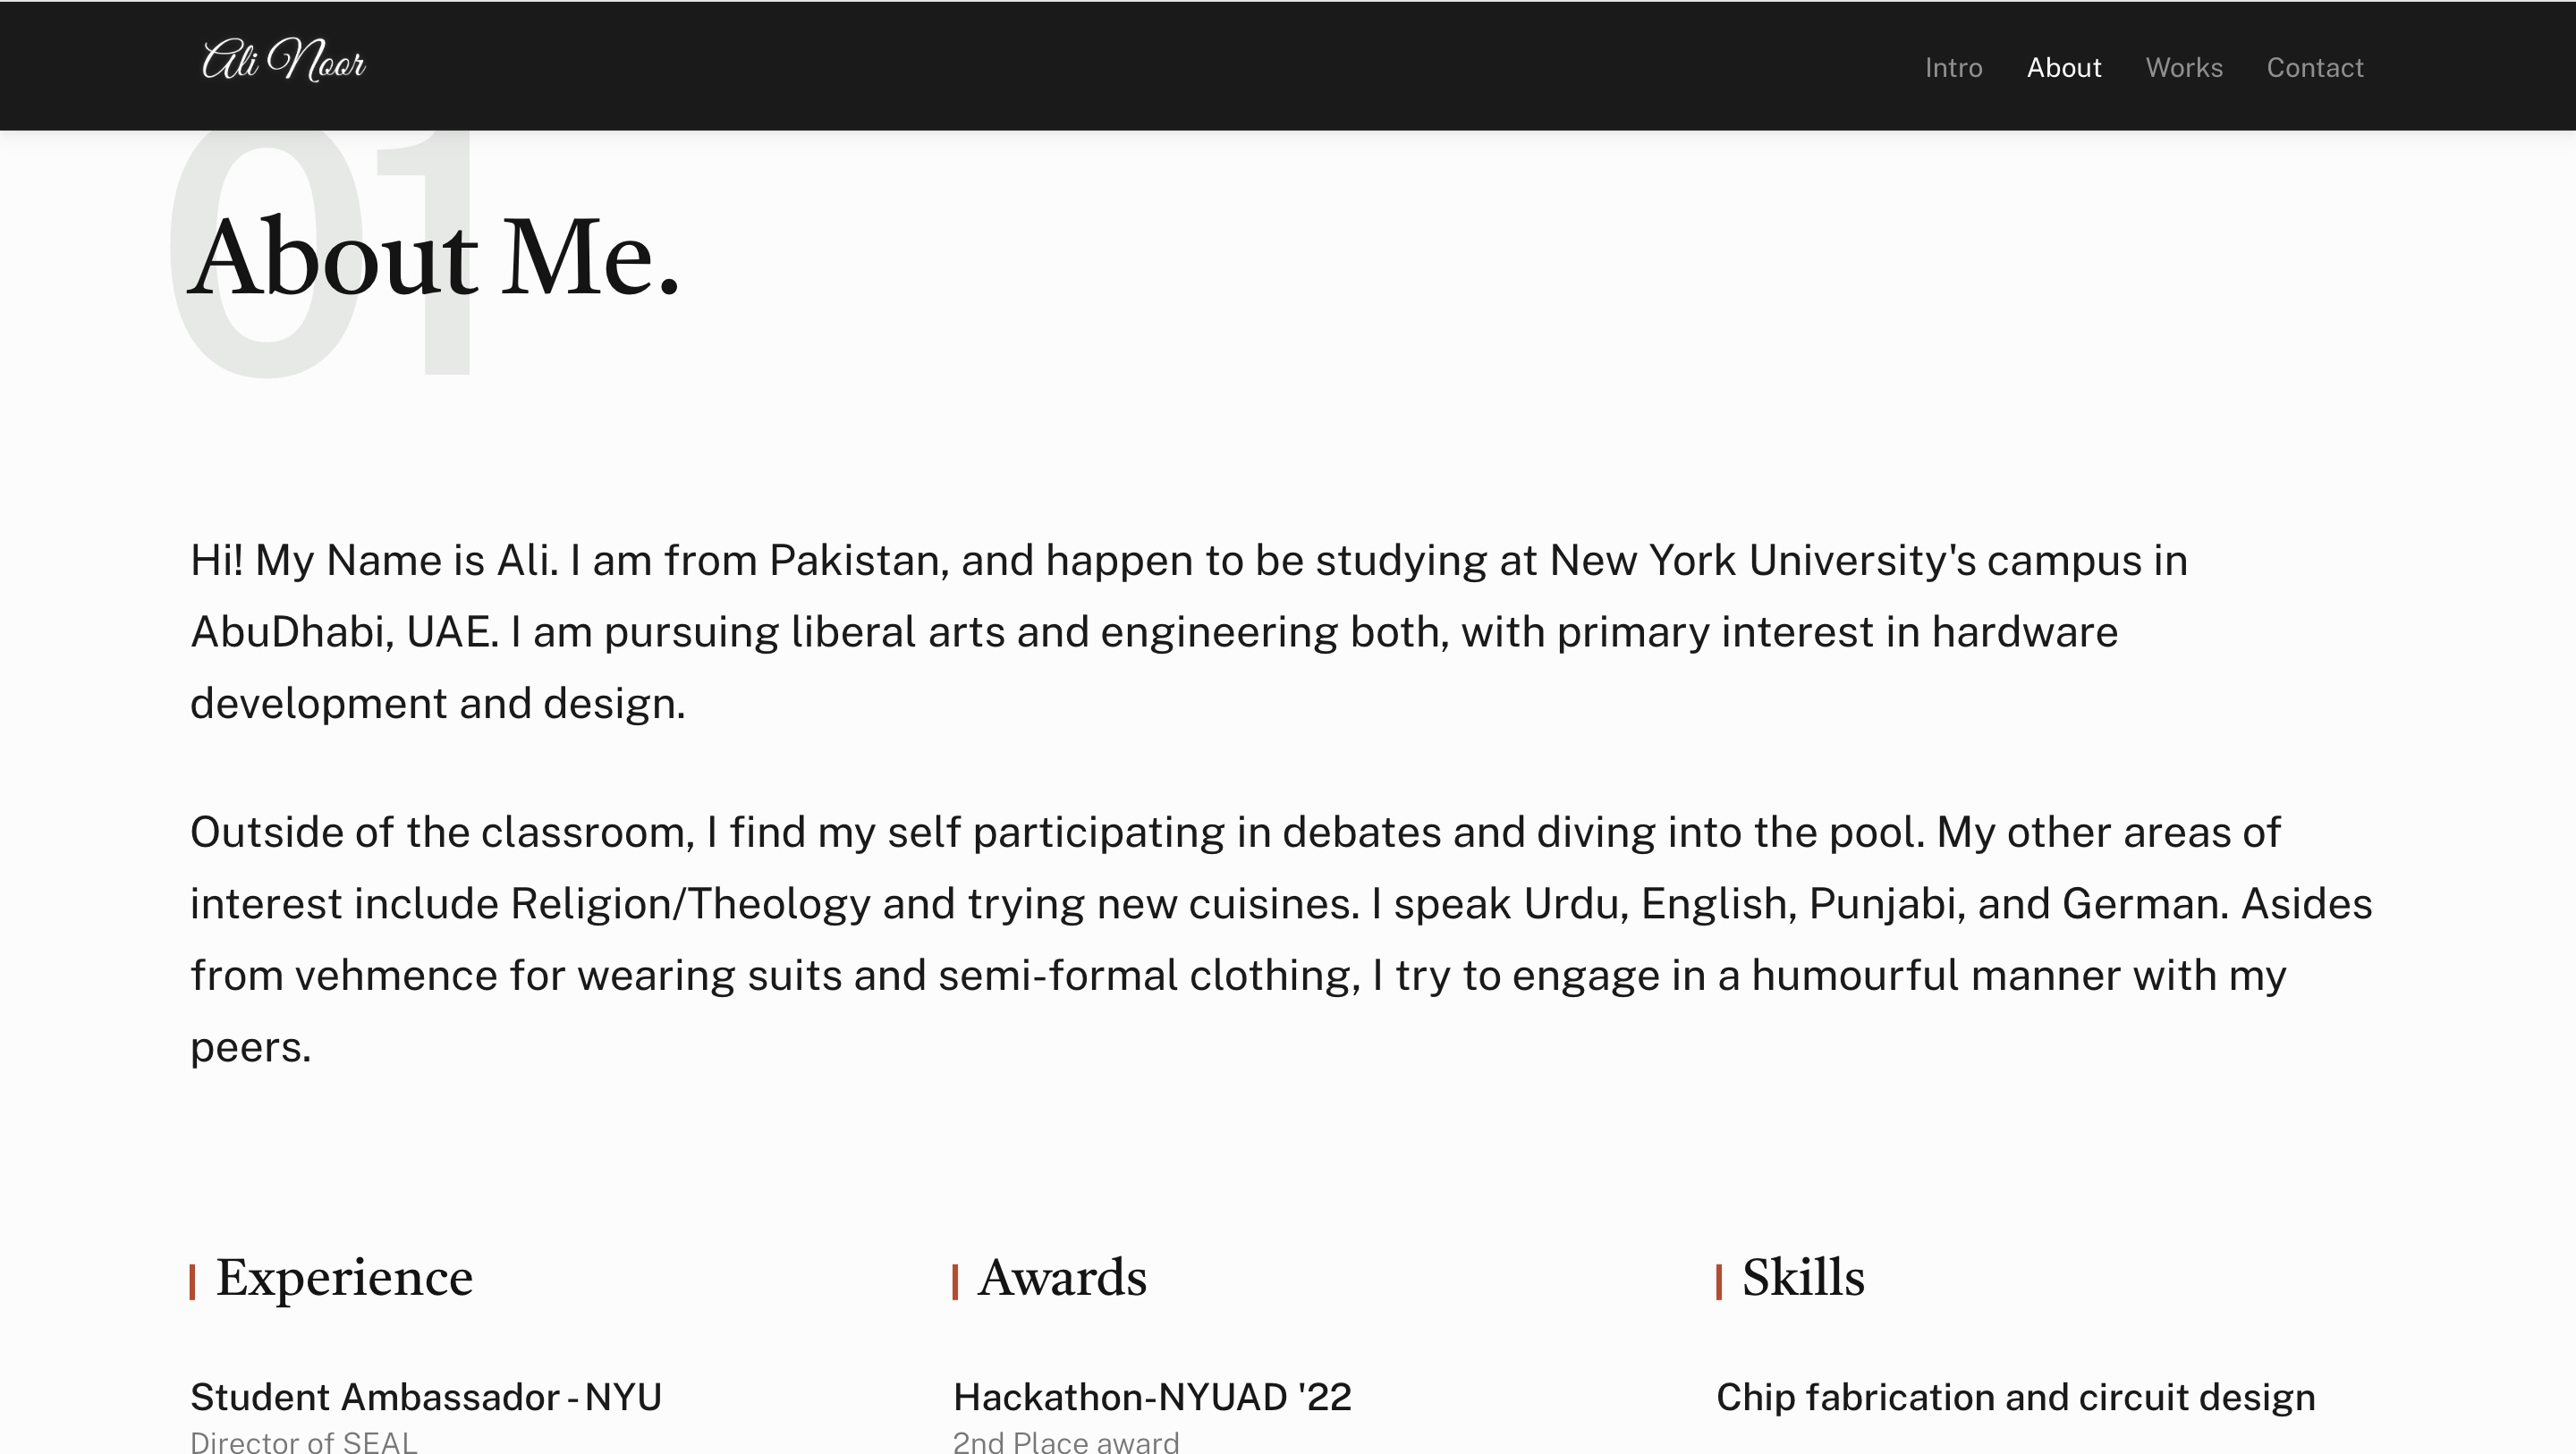 Ali Noor
Intro About Works Contact
01
About Me.
Hi! My Name is Ali. I am from Pakistan, and happen to be studying at New York University's campus in
AbuDhabi, UAE. I am pursuing liberal arts and engineering both, with primary interest in hardware
development and design.
Outside of the classroom, I find my self participating in debates and diving into the pool. My other areas of
interest include Religion/Theology and trying new cuisines. I speak Urdu, English, Punjabi, and German. Asides
from vehmence for wearing suits and semi-formal clothing, I try to engage in a humourful manner with my
peers.
Experience
Student Ambassador - NYU
Director of SEAL
Awards
Hackathon-NYUAD '22
2nd Place award
Skills
Chip fabrication and circuit design